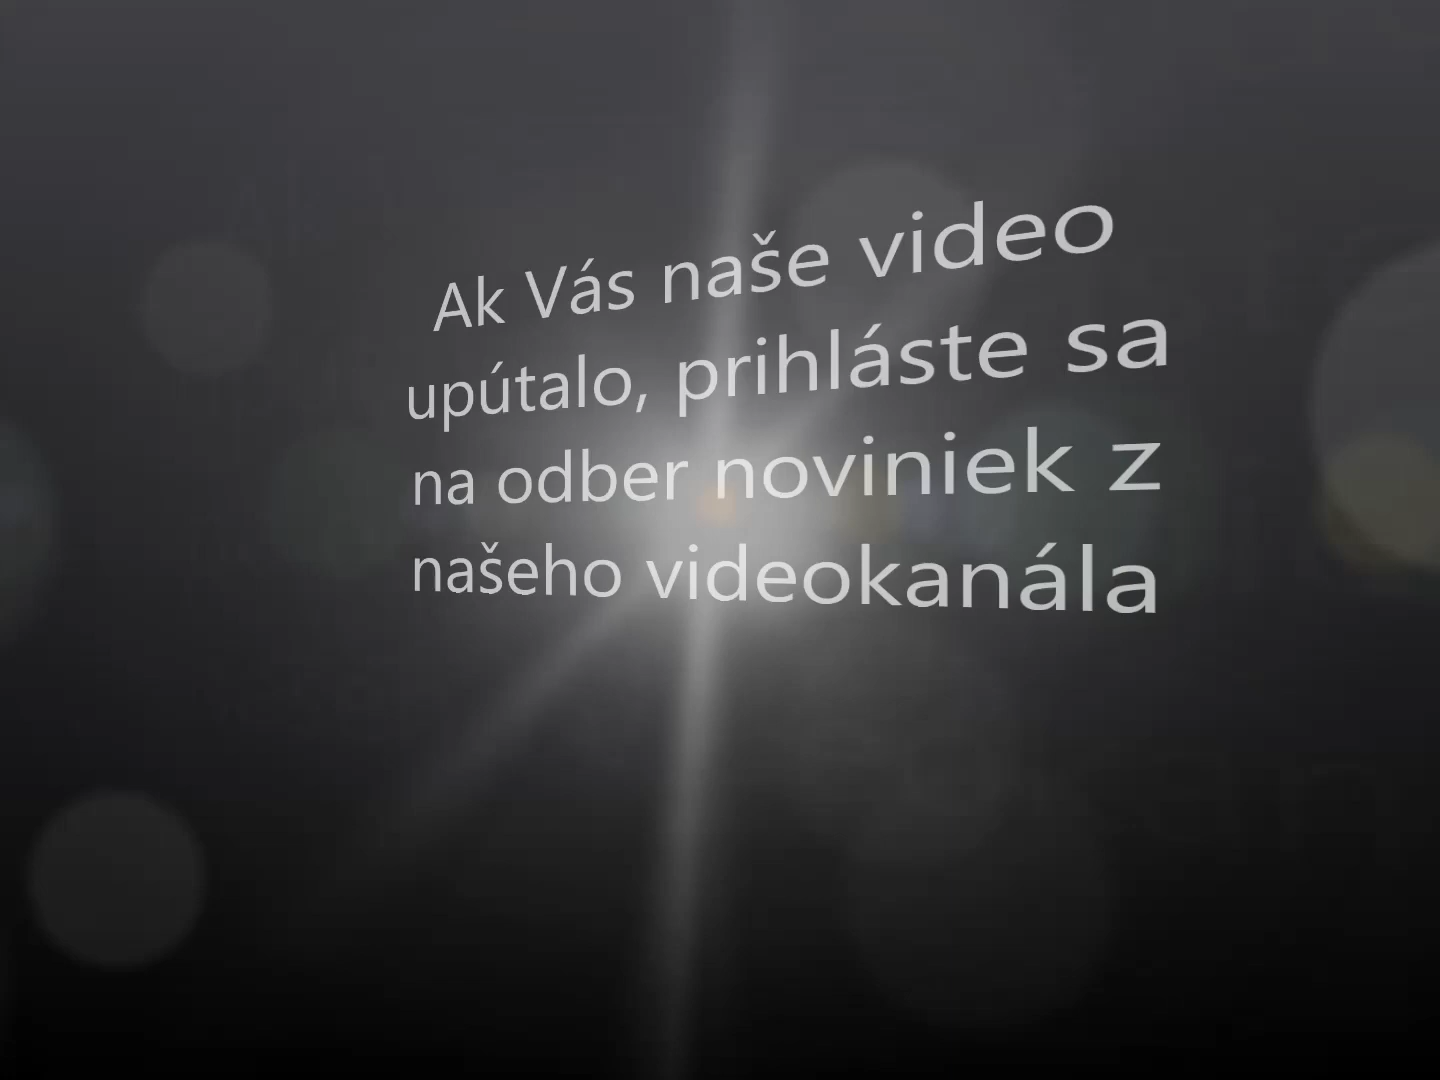 Ak Vás naše video
upútalo, prihláste sa
na odber noviniek z
našeho videokanála